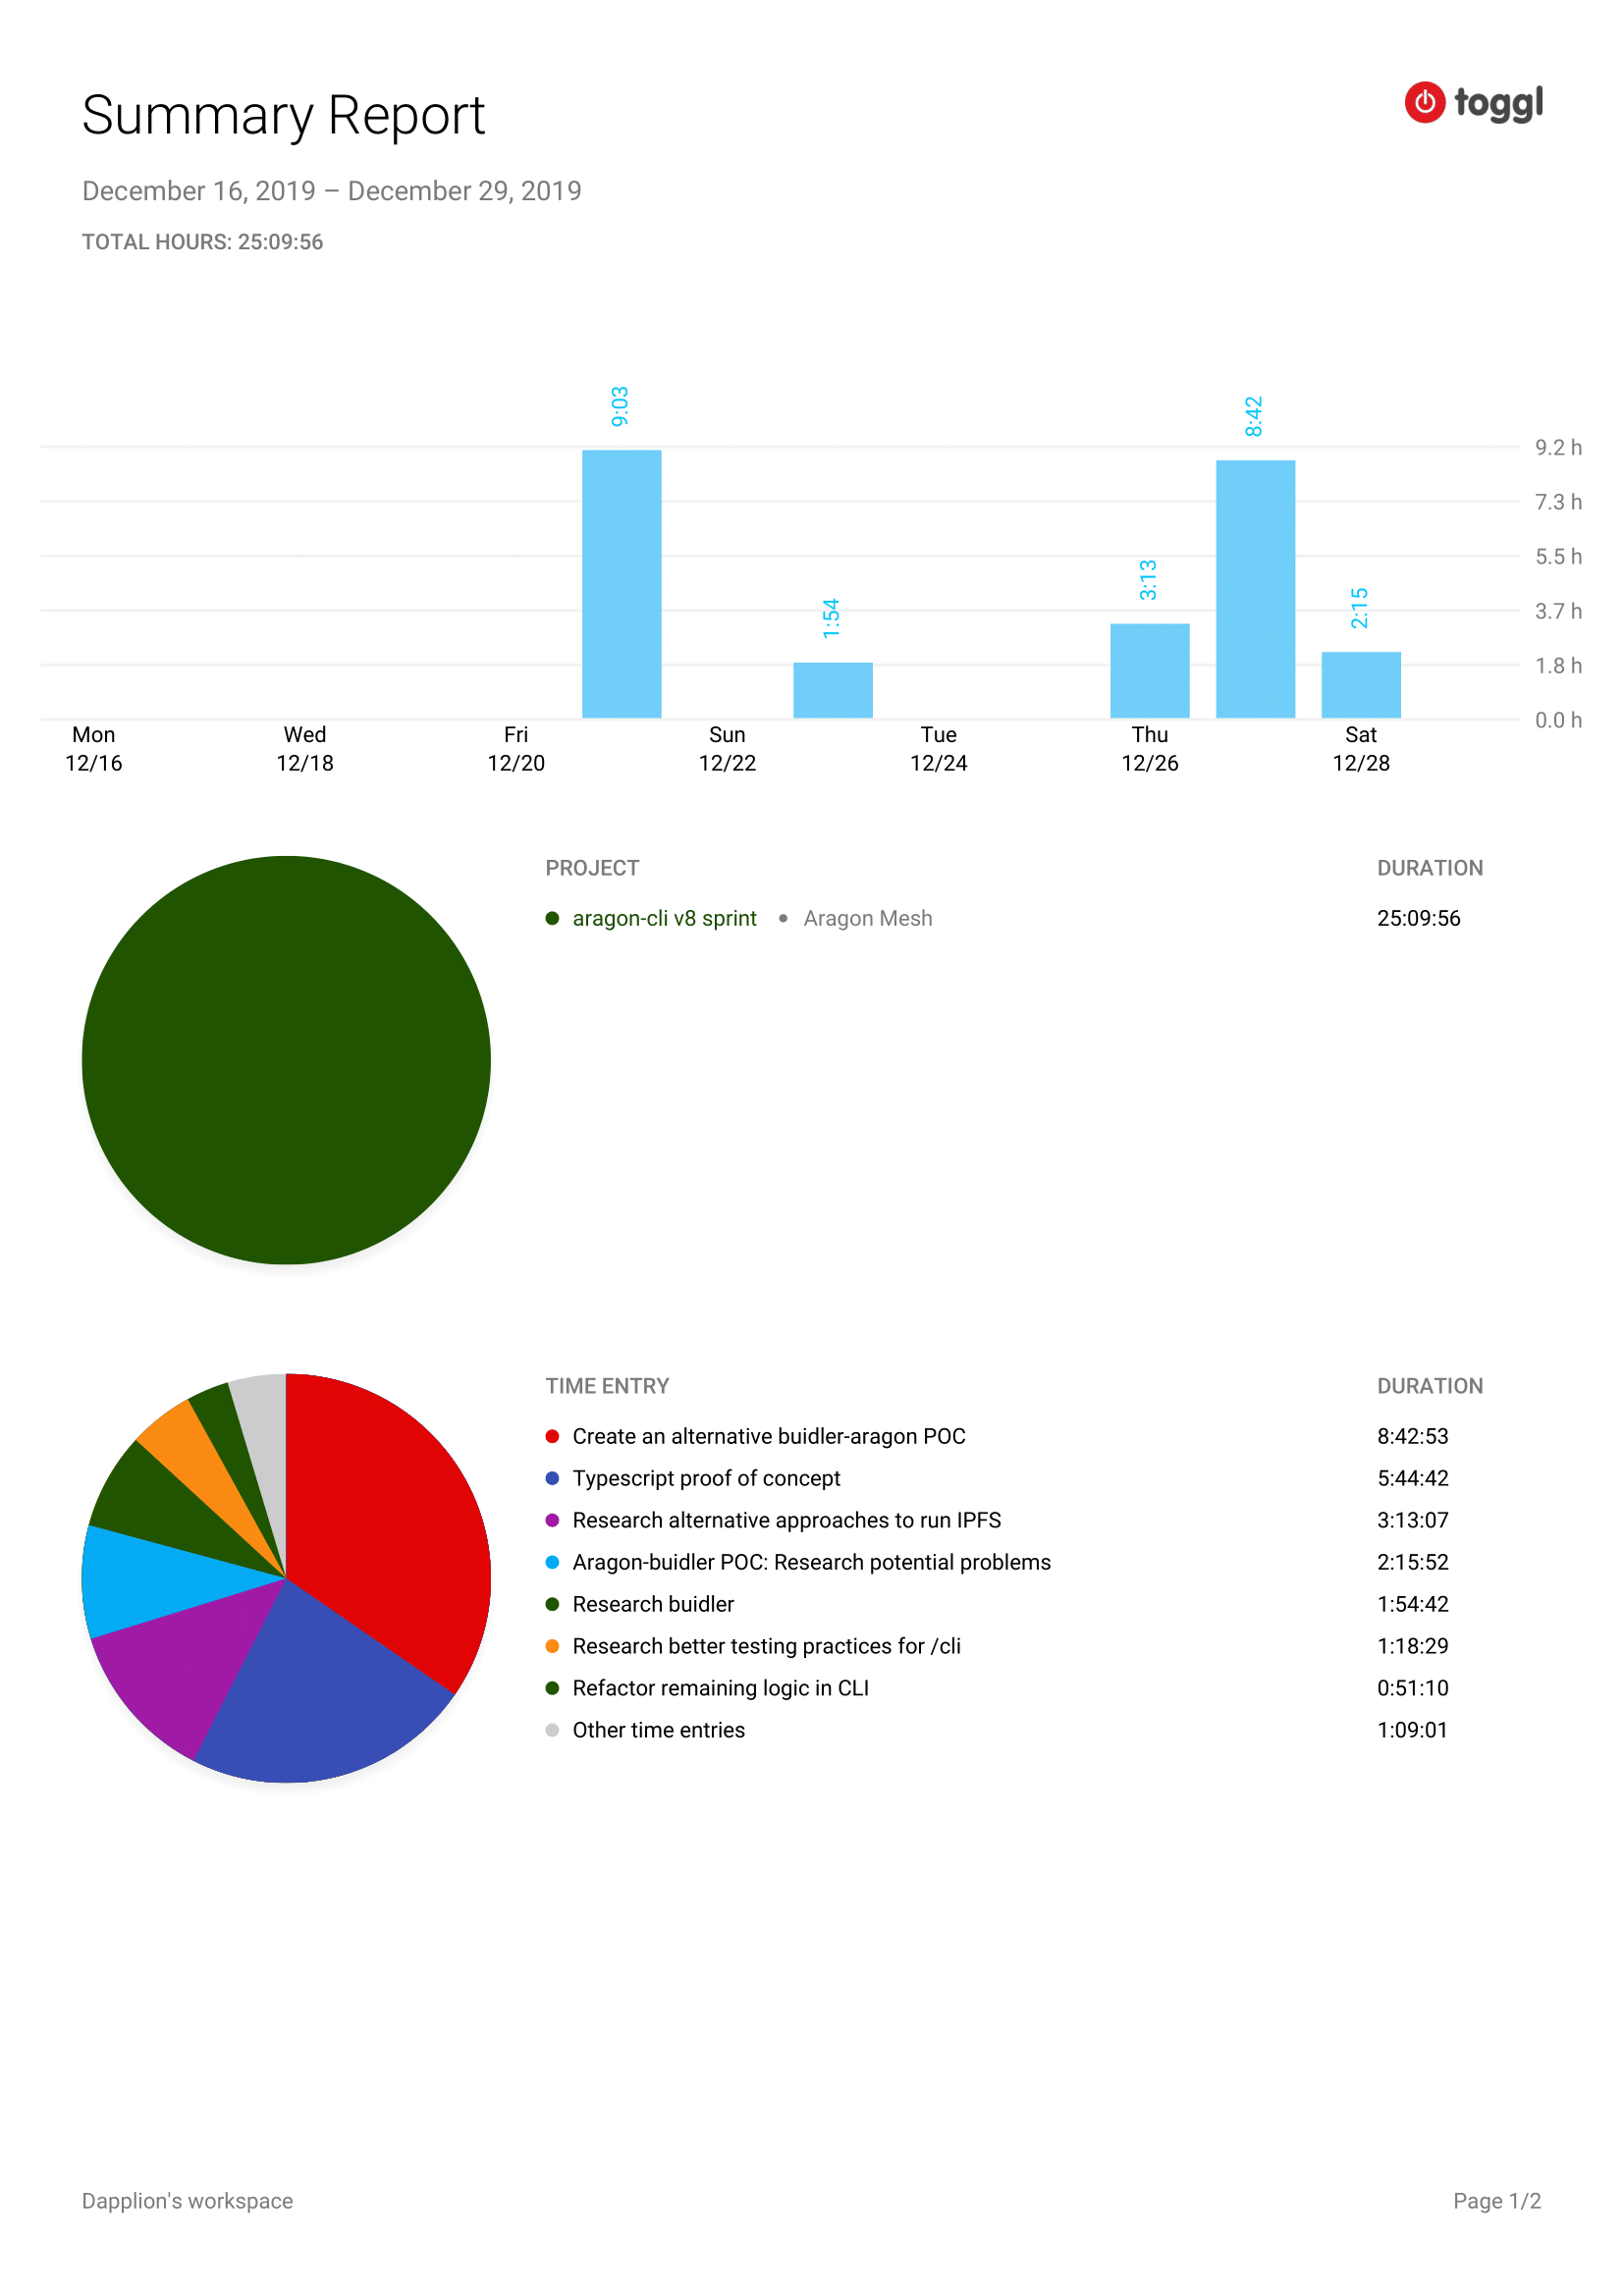 Summary Report
toggl
December 16, 2019 – December 29, 2019
TOTAL HOURS: 25:09:56
9:03
1:54
3:13
8:42
2:15
9.2 h
7.3 h
5.5 h
3.7 h
1.8 h
0.0 h
Mon Wed Fri Sun Tue Thu Sat
12/16 12/18 12/20 12/22 12/24 12/26 12/28
PROJECT DURATION
aragon-cli v8 sprint • Aragon Mesh 25:09:56
TIME ENTRY DURATION
Create an alternative buidler-aragon POC 8:42:53
Typescript proof of concept 5:44:42
Research alternative approaches to run IPFS 3:13:07
Aragon-buidler POC: Research potential problems 2:15:52
Research buidler 1:54:42
Research better testing practices for /cli 1:18:29
Refactor remaining logic in CLI 0:51:10
Other time entries 1:09:01
Dapplion's workspace Page 1/2